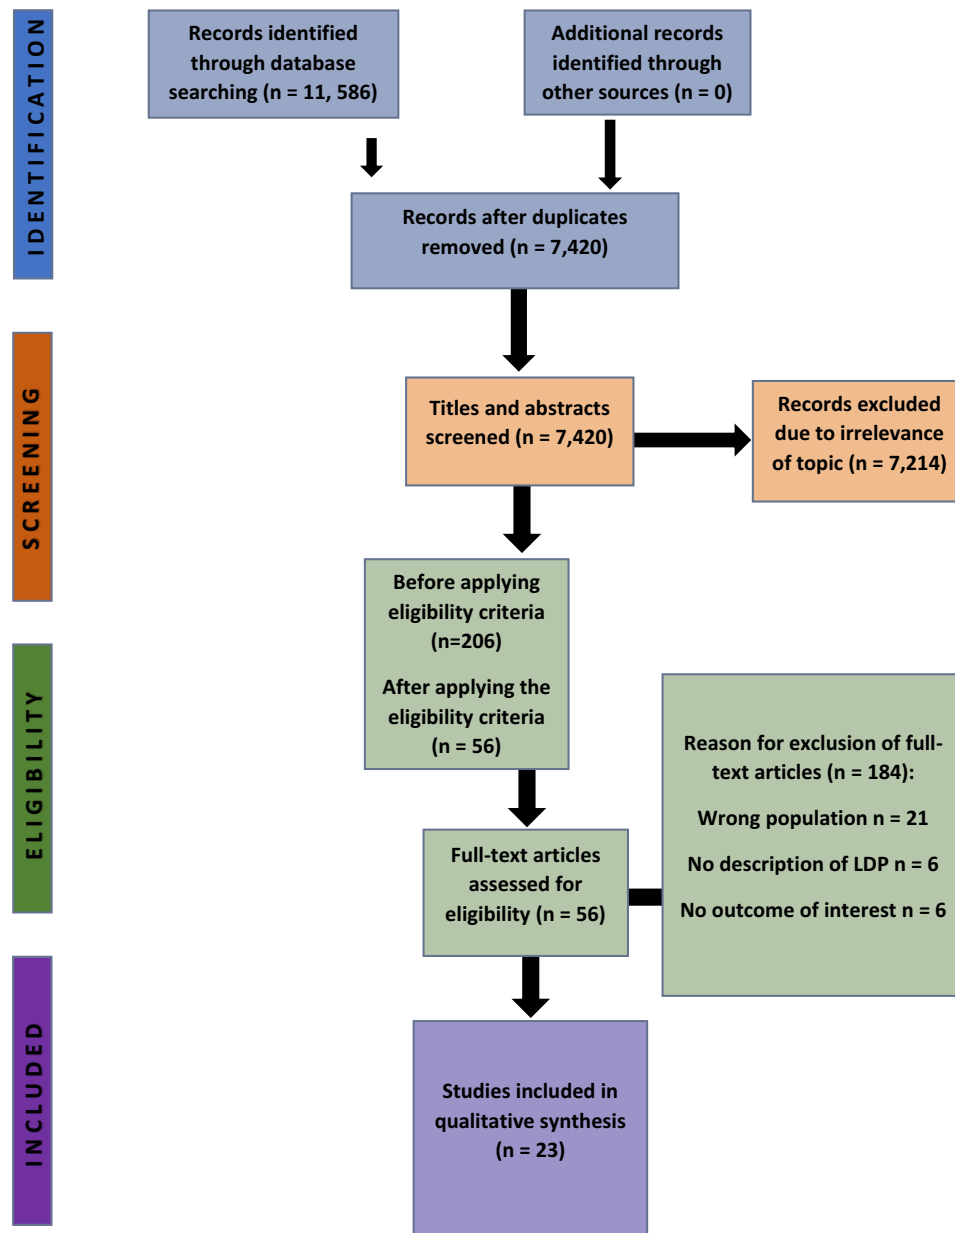 IDENTIFICATION
Records identified
through database
searching (n = 11, 586)
Additional records
identified through
other sources (n = 0)
Records after duplicates
removed (n = 7,420)
SCREENING
Titles and abstracts
screened (n = 7,420)
Records excluded
due to irrelevance
of topic (n = 7,214)
ELIGIBILITY
Before applying
eligibility criteria
(n=206)
After applying the
eligibility criteria
(n = 56)
Full-text articles
assessed for
eligibility (n = 56)
Reason for exclusion of full-
text articles (n = 184):
Wrong population n = 21
No description of LDP n = 6
No outcome of interest n = 6
INCLUDED
Studies included in
qualitative synthesis
(n = 23)